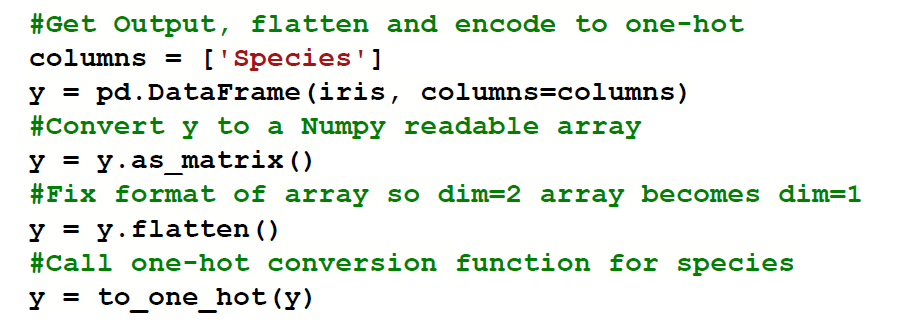 #Get Output, flatten and encode to one-hot
columns = ['Species']
y = pd.DataFrame(iris, columns=columns)
#Convert y to a Numpy readable array
y = y.as_matrix()
#Fix format of array so dim=2 array becomes dim=1
y = y.flatten()
#Call one-hot conversion function for species
y = to_one_hot(y)